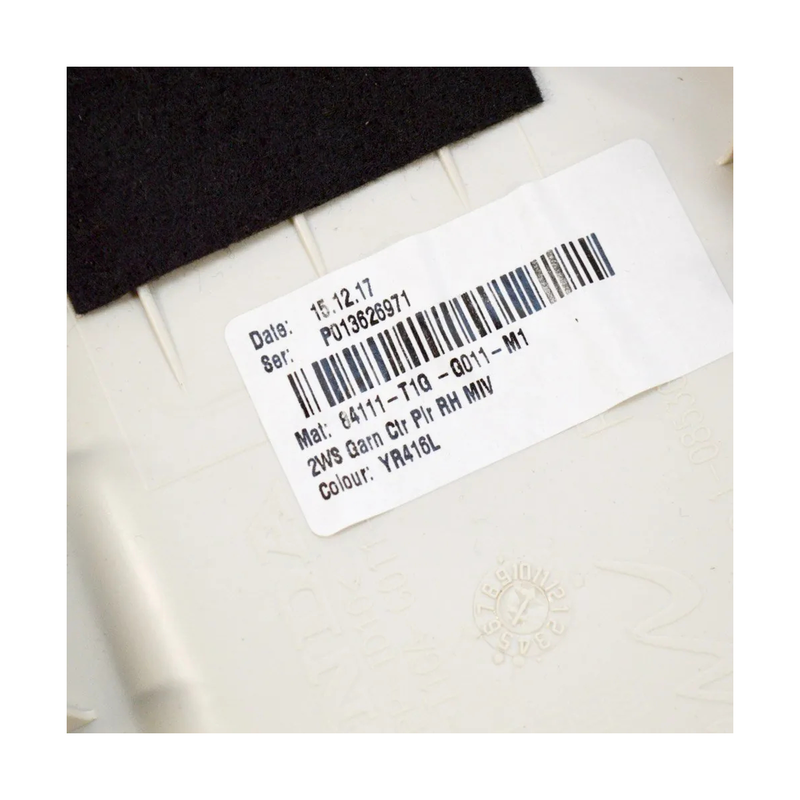 Date: 15.12.17
Ser: P013626971
Mat: 84111-T1G -G011-M1
2WS Garn Ctr Plr RH MIV
Colour: YR416L